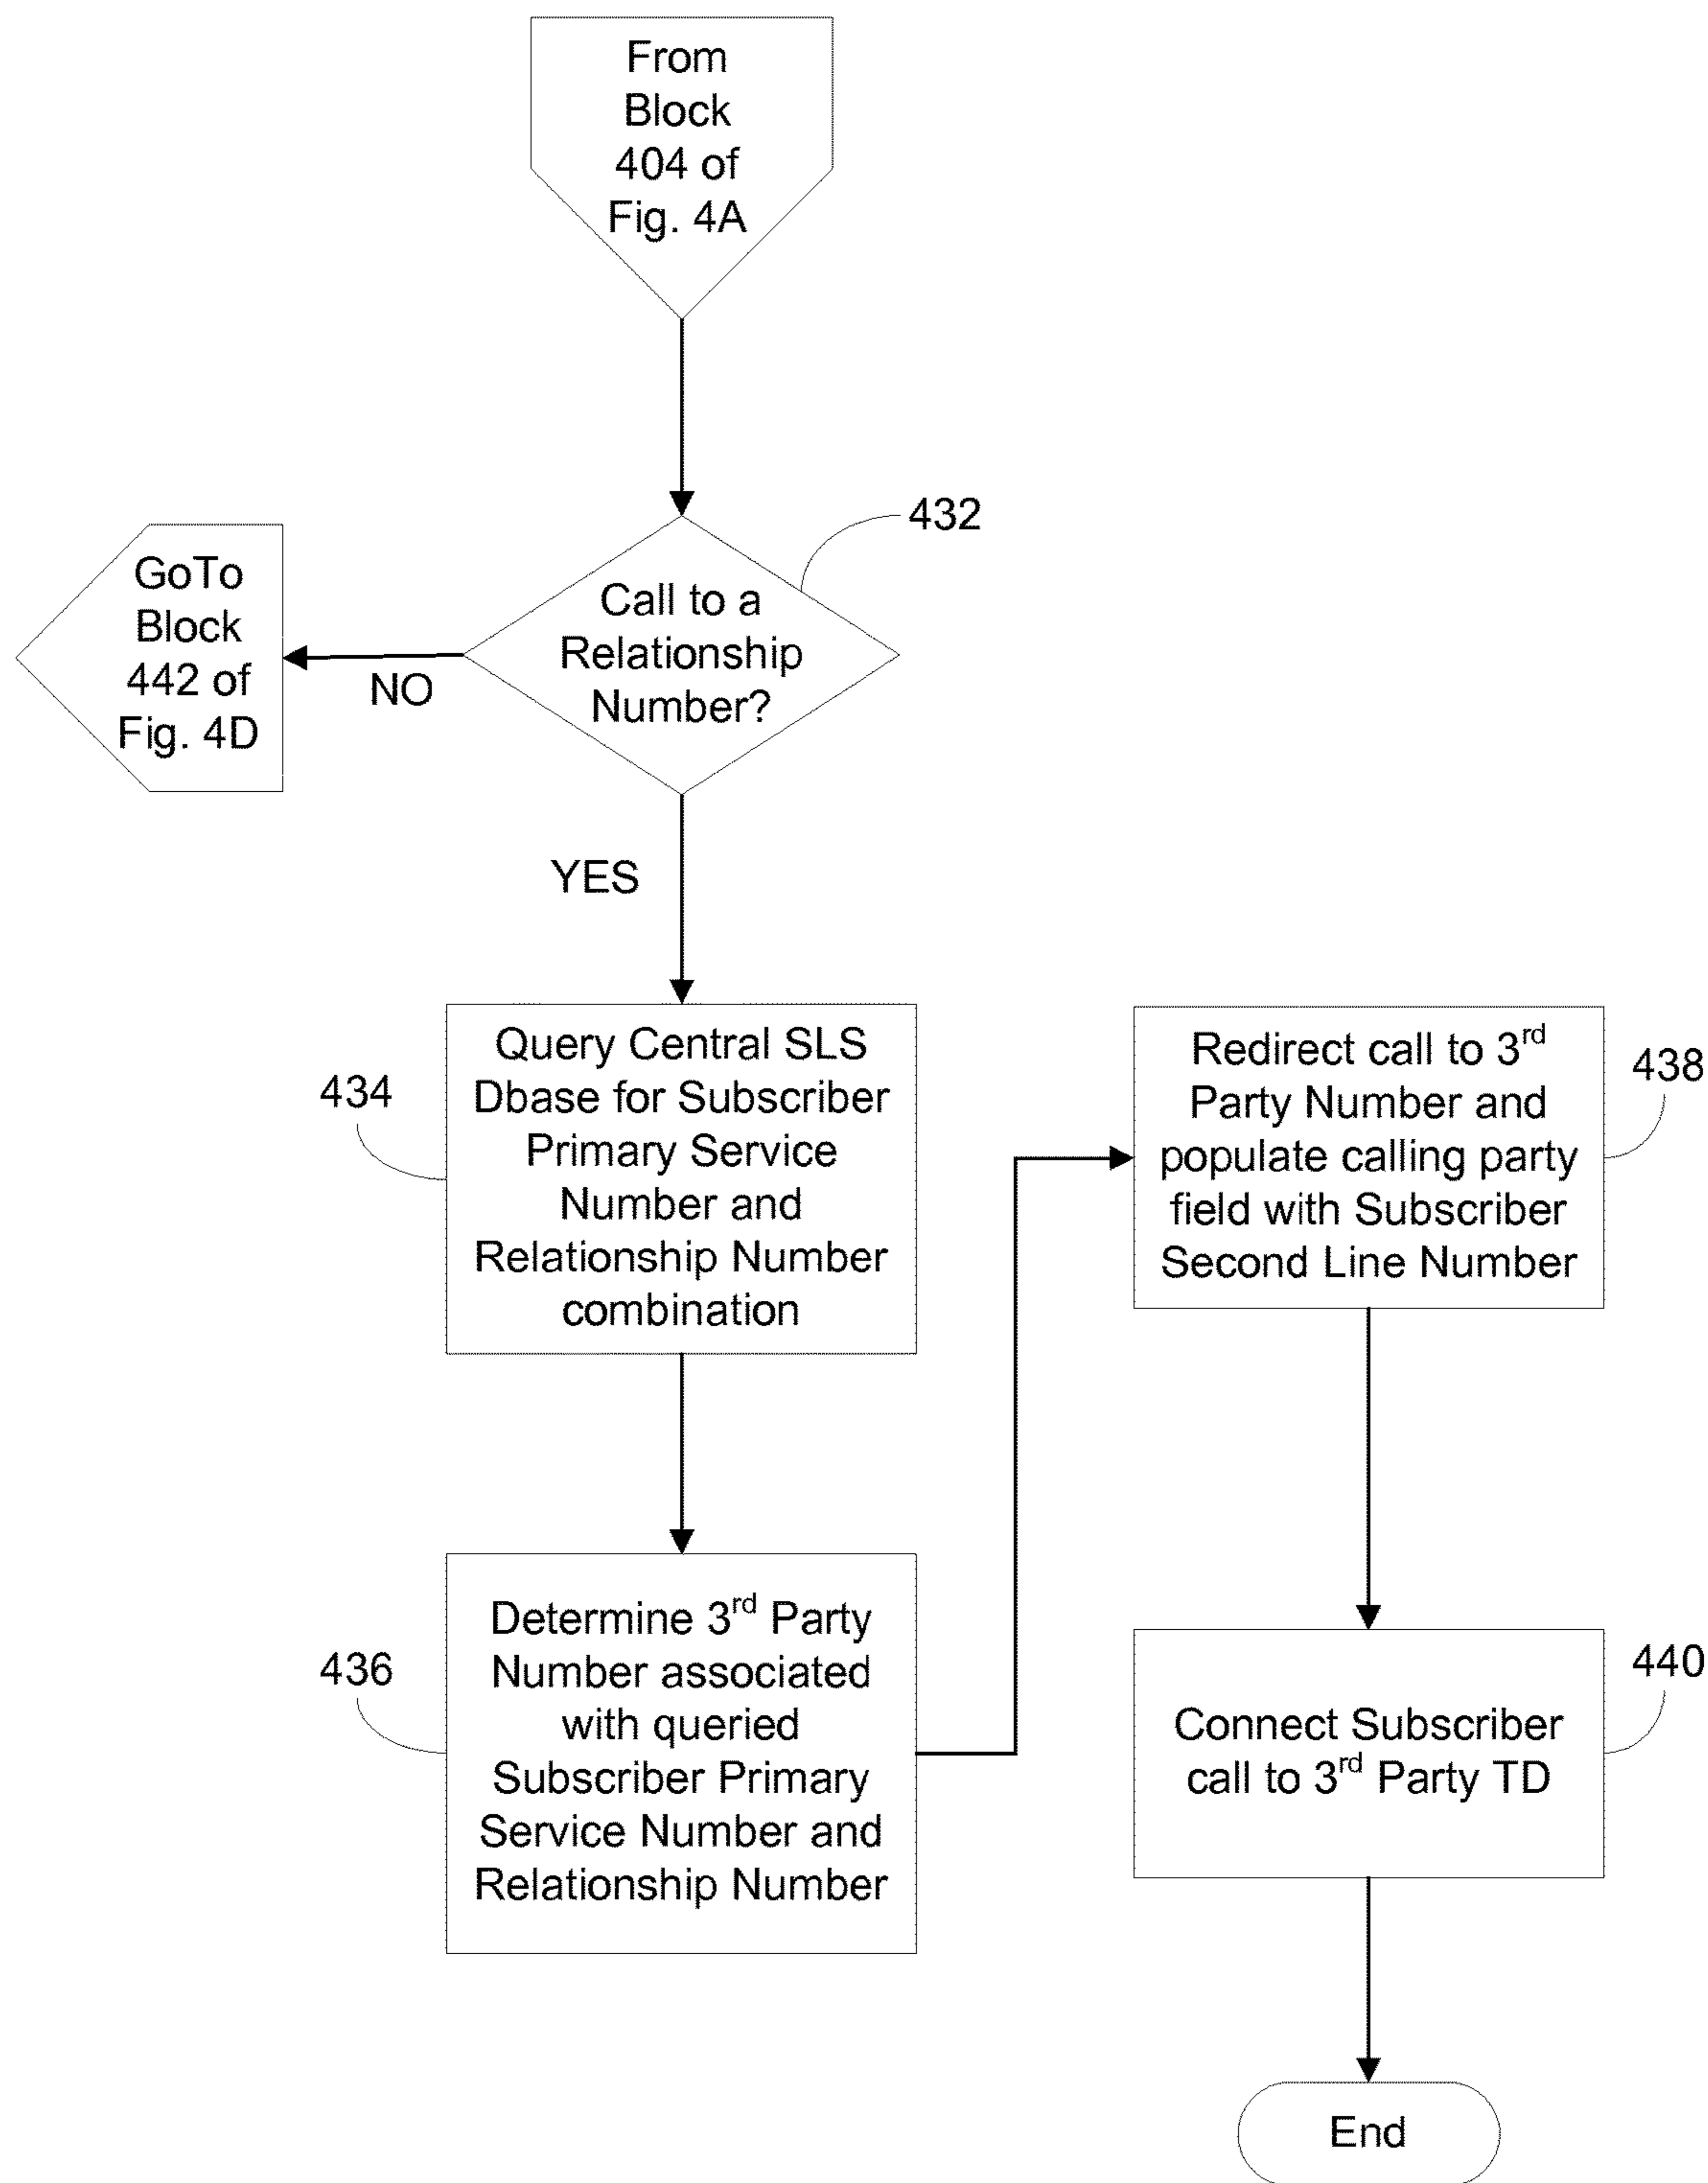 From
Block
404 of
Fig. 4A
432
Call to a
Relationship
Number?
GoTo
Block
442 of
Fig. 4D
NO
YES
434
Query Central SLS
Dbase for Subscriber
Primary Service
Number and
Relationship Number
combination
436
Determine 3rd Party
Number associated
with queried
Subscriber Primary
Service Number and
Relationship Number
438
Redirect call to 3rd
Party Number and
populate calling party
field with Subscriber
Second Line Number
440
Connect Subscriber
call to 3rd Party TD
End